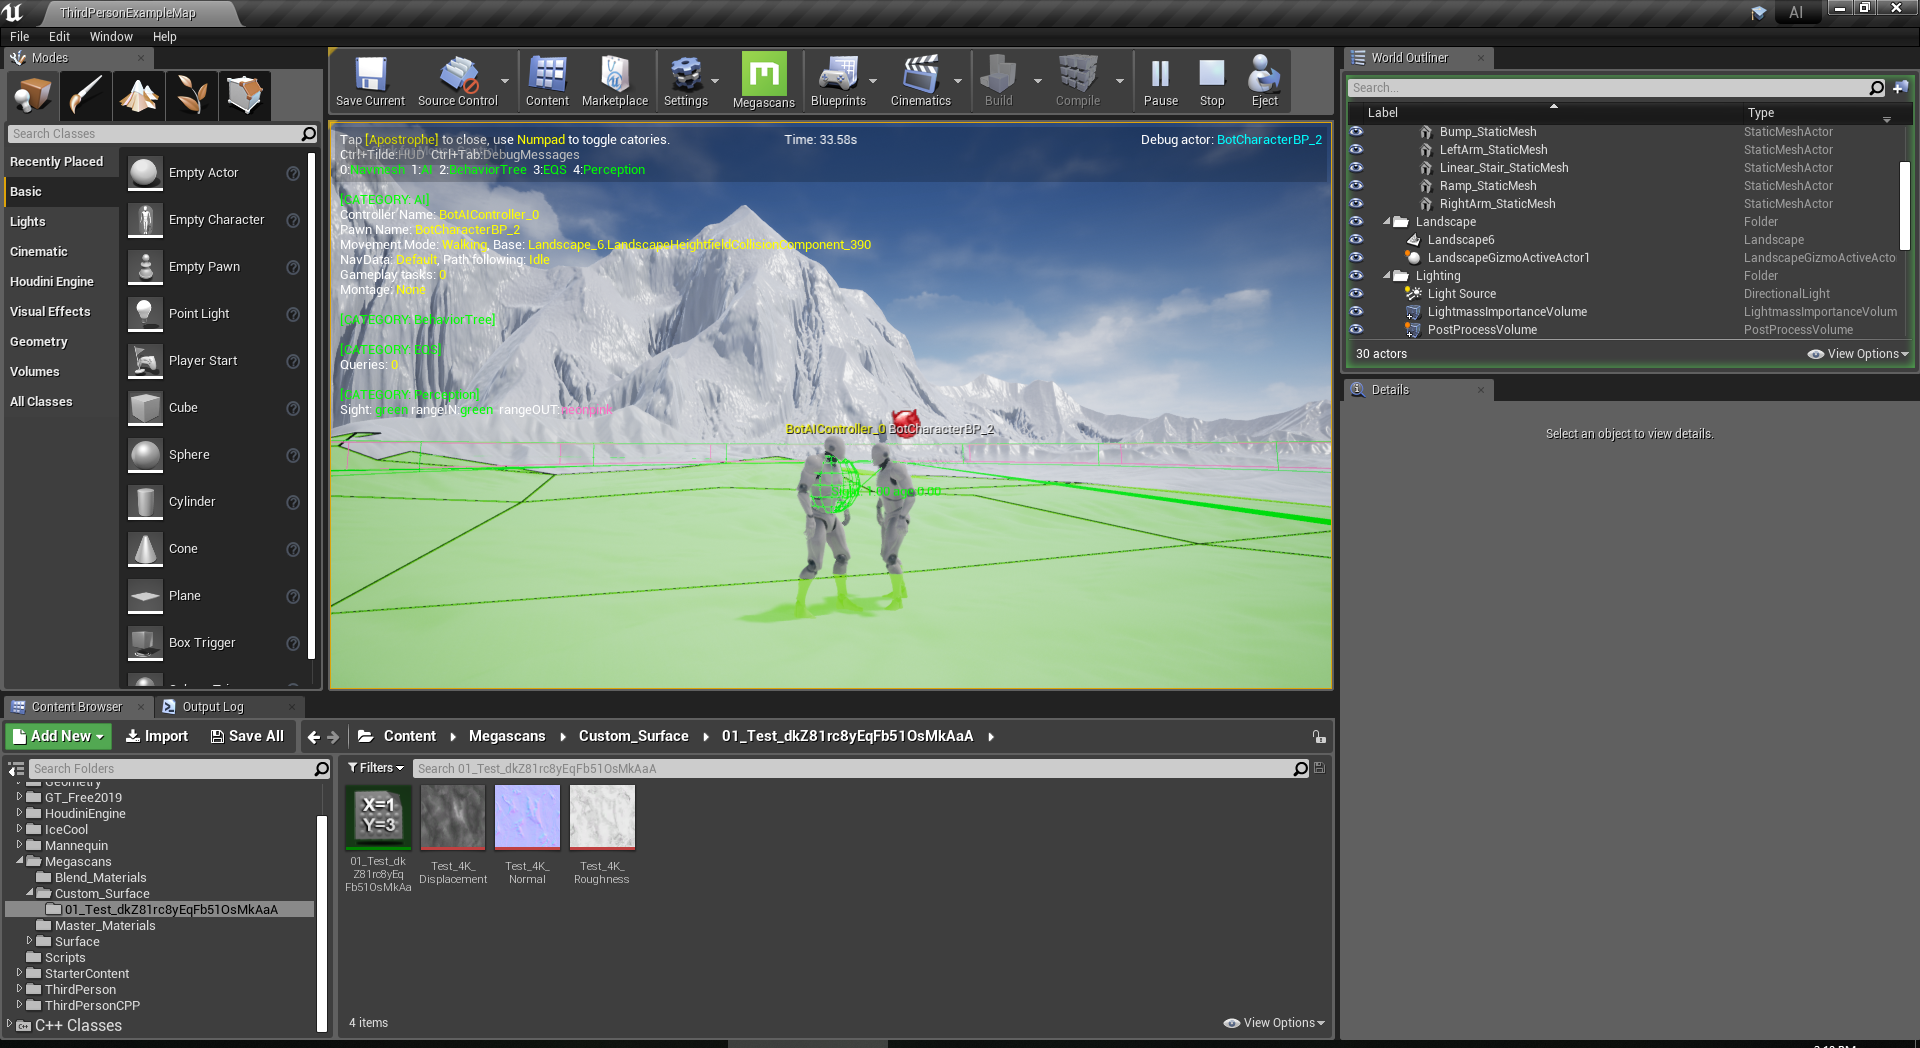 ThirdPersonExampleMap
AI
File Edit Window Help
Modes
Save Current
Source Control
Content
Marketplace
Settings
Megascans
Blueprints
Cinematics
Build
Compile
Pause
Stop
Eject
Search Classes
Recently Placed
Basic
Lights
Cinematic
Houdini Engine
Visual Effects
Geometry
Volumes
All Classes
Empty Actor
Empty Character
Empty Pawn
Point Light
Player Start
Cube
Sphere
Cylinder
Cone
Plane
Box Trigger
Tap [Apostrophe] to close, use Numpad to toggle catories.
Time: 33.58s
Debug actor: BotCharacterBP_2
Ctrl+Tilde:HUD Ctrl+Tab:DebugMessages
0:Navmesh 1:AI 2:BehaviorTree 3:EQS 4:Perception
[CATEGORY: AI]
Controller Name: BotAIController_0
Pawn Name: BotCharacterBP_2
Movement Mode: Walking, Base: Landscape_6.LandscapeHeightfieldCollisionComponent_390
NavData: Default, Path following: Idle
Gameplay tasks: 0
Montage: None
[CATEGORY: BehaviorTree]
[CATEGORY: EQS]
Queries: 0
[CATEGORY: Perception]
Sight: green rangeIN:green rangeOUT:
BotAIController_0 BotCharacterBP_2
World Outliner
Search...
Label Type
Bump_StaticMesh StaticMeshActor
LeftArm_StaticMesh StaticMeshActor
Linear_Stair_StaticMesh StaticMeshActor
Ramp_StaticMesh StaticMeshActor
RightArm_StaticMesh StaticMeshActor
Landscape Folder
Landscape6 Landscape
LandscapeGizmoActiveActor1 LandscapeGizmoActiveActo
Lighting Folder
Light Source DirectionalLight
LightmassImportanceVolume LightmassImportanceVolum
PostProcessVolume PostProcessVolume
30 actors
View Options
Details
Select an object to view details.
Content Browser
Output Log
Add New
Import
Save All
Content
Megascans
Custom_Surface
01_Test_dkZ81rc8yEqFb51OsMkAaA
Search Folders
Geometry
GT_Free2019
HoudiniEngine
IceCool
Mannequin
Megascans
Blend_Materials
Custom_Surface
01_Test_dkZ81rc8yEqFb51OsMkAaA
Master_Materials
Surface
Scripts
StarterContent
ThirdPerson
ThirdPersonCPP
C++ Classes
Filters
Search 01_Test_dkZ81rc8yEqFb51OsMkAaA
X=1
Y=3
01_Test_dk
Z81rc8yEq
Fb51OsMkAa
Test_4K_
Displacement
Test_4K_
Normal
Test_4K_
Roughness
4 items
View Options